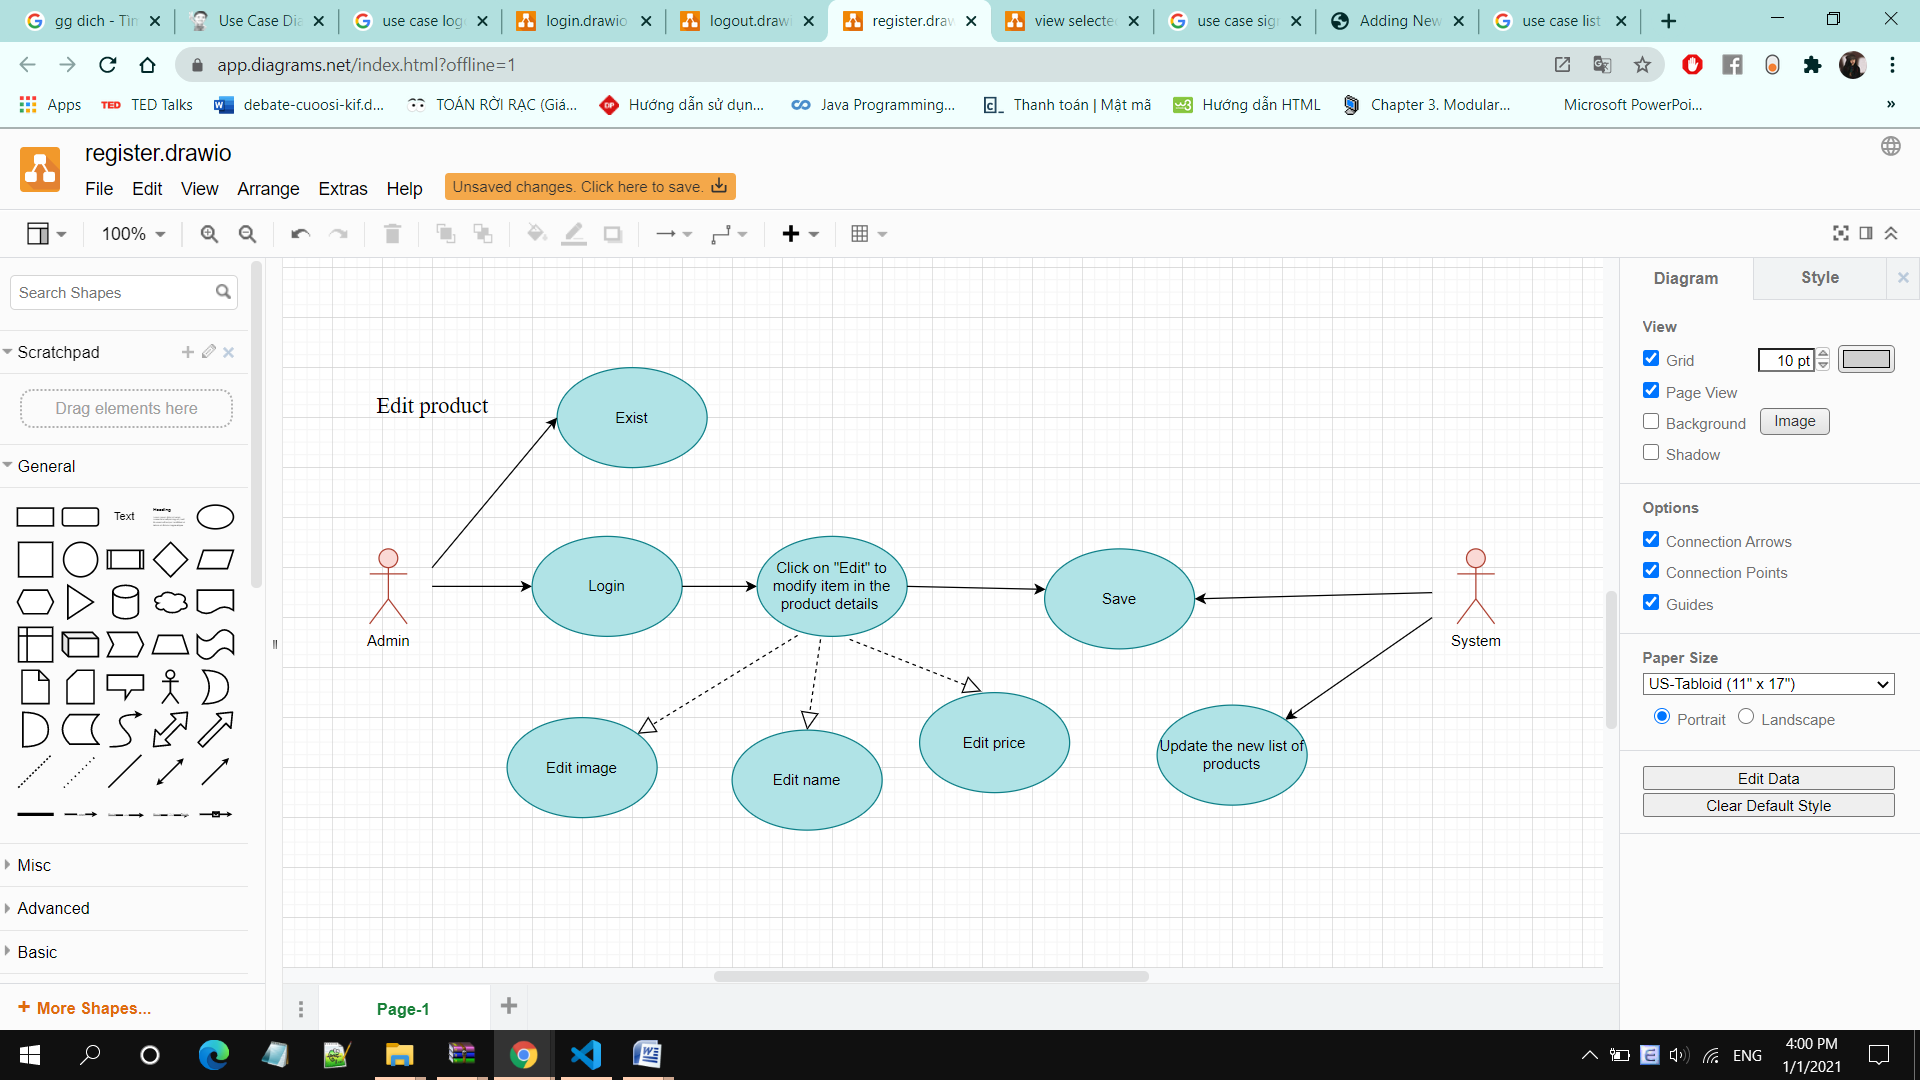 gg dich - Tin
Use Case Dia
use case log
login.drawio
logout.drawi
register.draw
view selecte
use case sig
Adding New
use case list
app.diagrams.net/index.html?offline=1
Apps
TED TED Talks
debate-cuoosi-kif.d...
TOÁN RỜI RẠC (Giá...
Hướng dẫn sử dụn...
Java Programming...
Thanh toán | Mật mã
Hướng dẫn HTML
Chapter 3. Modular...
Microsoft PowerPoi...
»
register.drawio
File Edit View Arrange Extras Help
Unsaved changes. Click here to save.
100%
Search Shapes
Scratchpad
Drag elements here
General
Text
Heading
Misc
Advanced
Basic
+ More Shapes...
Edit product
Exist
Admin
Login
Click on "Edit" to
modify item in the
product details
Save
System
Edit image
Edit name
Edit price
Update the new list of
products
Page-1
Diagram
Style
View
Grid
10 pt
Page View
Background
Image
Shadow
Options
Connection Arrows
Connection Points
Guides
Paper Size
US-Tabloid (11" x 17")
Portrait
Landscape
Edit Data
Clear Default Style
ENG
4:00 PM
1/1/2021